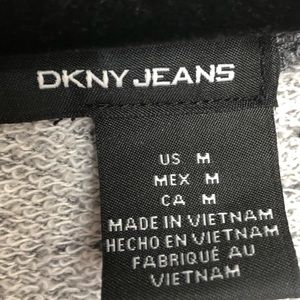 DKNY JEANS
US M
MEX M
CA M
MADE IN VIETNAM
HECHO EN VIETNAM
FABRIQUÉ AU
VIETNAM